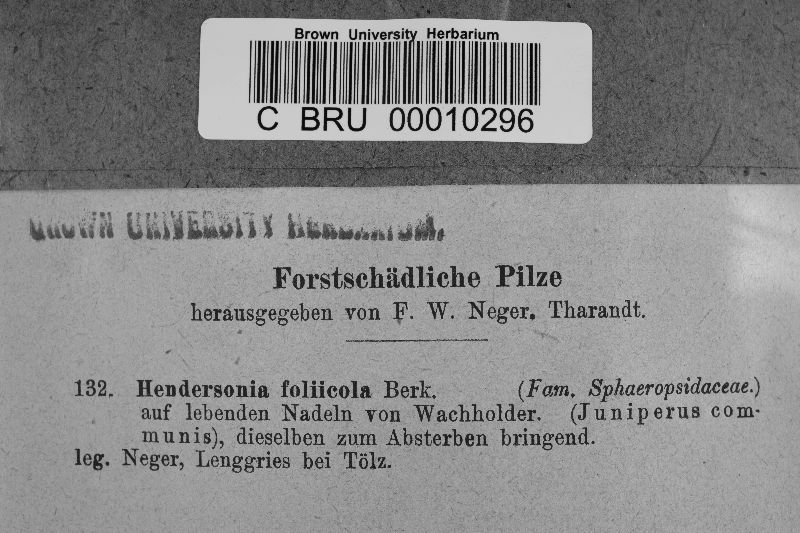 Brown University Herbarium
C BRU 00010296
BROWN UNIVERSITY HERBARIUM.
Forstschädliche Pilze
herausgegeben von F. W. Neger. Tharandt.
132. Hendersonia foliicola Berk. (Fam. Sphaeropsidaceae.)
auf lebenden Nadeln von Wachholder. (Juniperus com-
munis), dieselben zum Absterben bringend.
leg. Neger, Lenggries bei Tölz.